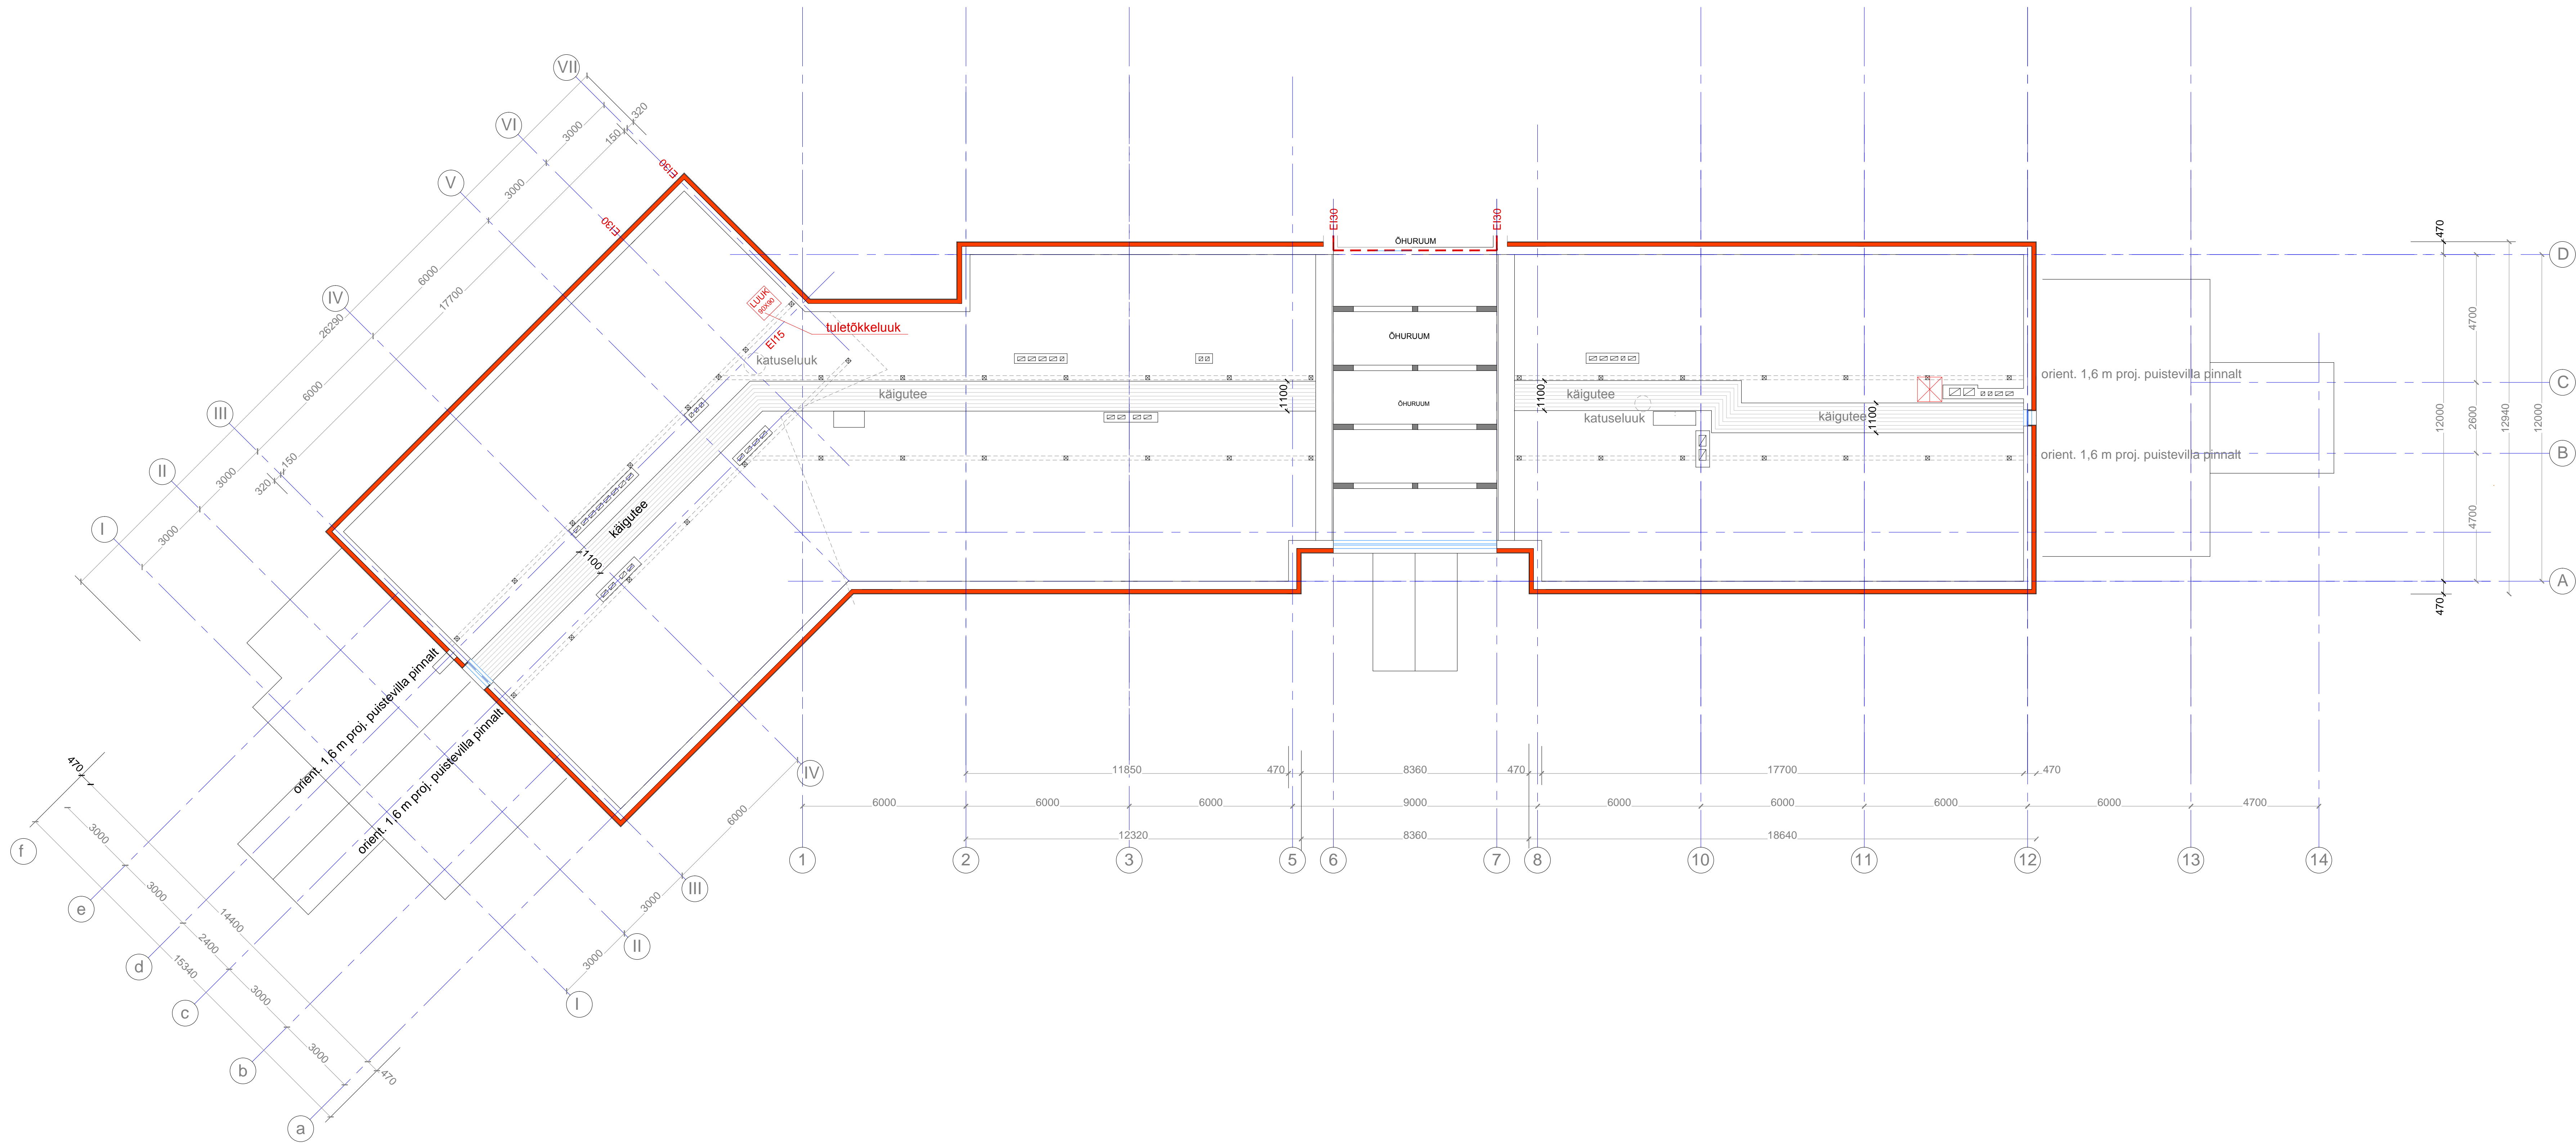 VII
VI
V
IV
III
II
I
320
150
3000
3000
6000
17700
26290
6000
150
320
3000
3000
EI30
EI30
LUUK
90X90
tuletõkkeluuk
EI15
katuseluuk
käigutee
1100
käigutee
1100
EI30
EI30
ÕHURUUM
ÕHURUUM
ÕHURUUM
1100
käigutee
katuseluuk
käigutee
1100
orient. 1,6 m proj. puistevilla pinnalt
orient. 1,6 m proj. puistevilla pinnalt
470
4700
12000
2600
12940
12000
4700
470
D
C
B
A
orient. 1,6 m proj. puistevilla pinnalt
orient. 1,6 m proj. puistevilla pinnalt
11850
470
8360
470
17700
470
6000
6000
6000
9000
6000
6000
6000
6000
4700
12320
8360
18640
1
2
3
5
6
7
8
10
11
12
13
14
IV
6000
III
3000
II
3000
I
470
3000
3000
14400
2400
15340
3000
3000
470
f
e
d
c
b
a